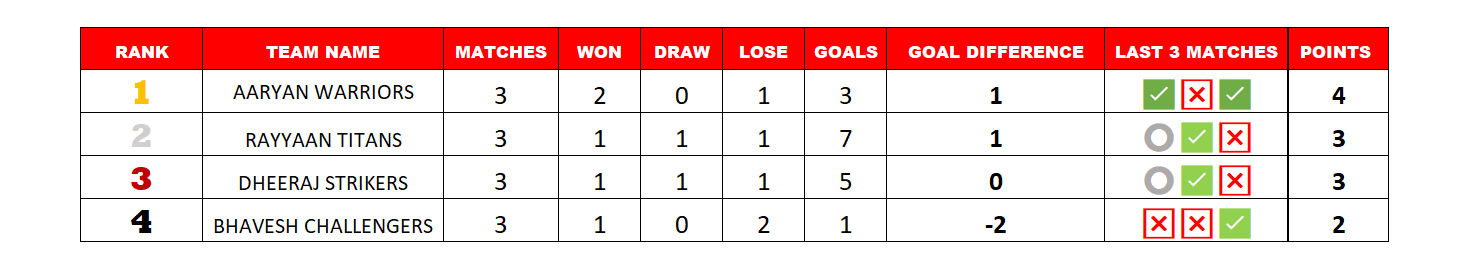 RANK TEAM NAME MATCHES WON DRAW LOSE GOALS GOAL DIFFERENCE LAST 3 MATCHES POINTS
1 AARYAN WARRIORS 3 2 0 1 3 1 4
2 RAYYAAN TITANS 3 1 1 1 7 1 3
3 DHEERAJ STRIKERS 3 1 1 1 5 0 3
4 BHAVESH CHALLENGERS 3 1 0 2 1 -2 2